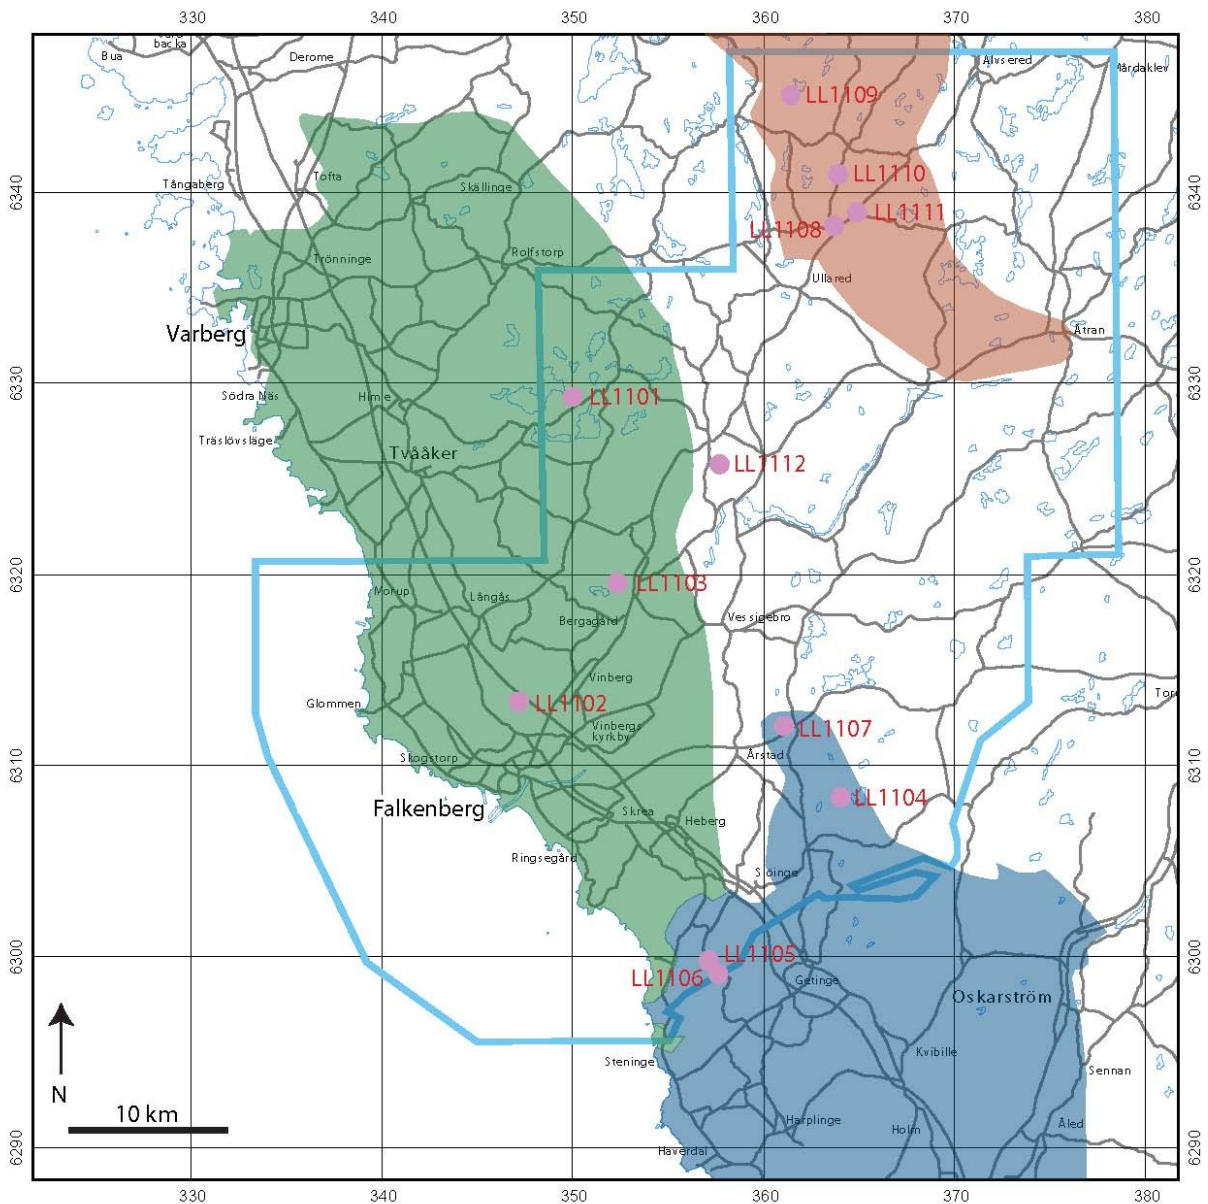 330 340 350 360 370 380
backa
Bua
Derome
Älvsered
Mårdaklev
LL1109
Tofta
Tångaberg
Skällinge
LL1110
6340
6340
LL1111
LL1108
Rolfstorp
Trönninge
Ullared
Varberg
Ätran
6330
6330
Södra Näs
Himle
LL1101
Träslövsläge
Tvååker
LL1112
6320
6320
LL1103
Morup
Långås
Bergagård
Vessigebro
Vinberg
Glommen
LL1102
Vinbergs
kyrkby
LL1107
Årstad
Skogstorp
6310
6310
LL1104
Falkenberg
Skrea
Heberg
Ringsegård
Slöinge
6300
6300
LL1105
LL1106
Getinge
Oskarström
Kvibille
Steninge
Sennan
N
10 km
Harplinge
Holm
Åled
6290
6290
Haverdal
330 340 350 360 370 380